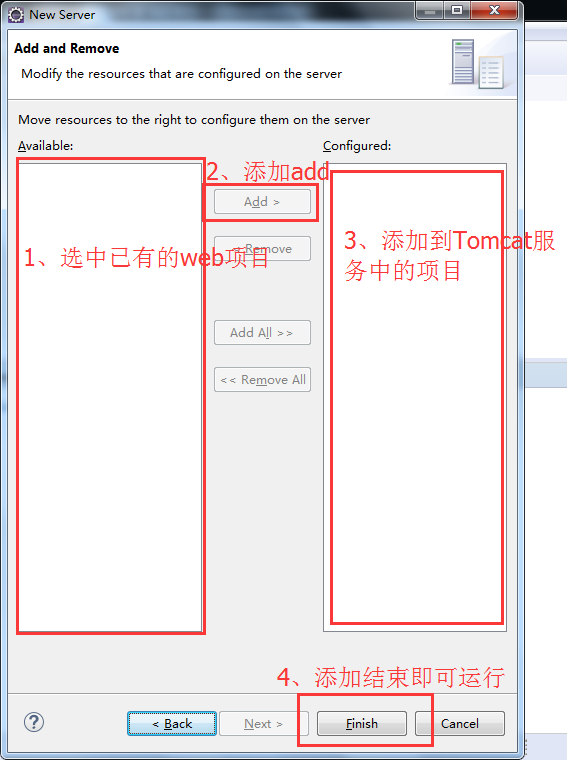 New Server
Add and Remove
Modify the resources that are configured on the server
Move resources to the right to configure them on the server
Available:
Configured:
2、添加add
Add >
1、选中已有的web项目
< Remove
3、添加到Tomcat服
务中的项目
Add All >>
<< Remove All
4、添加结束即可运行
?
< Back
Next >
Finish
Cancel